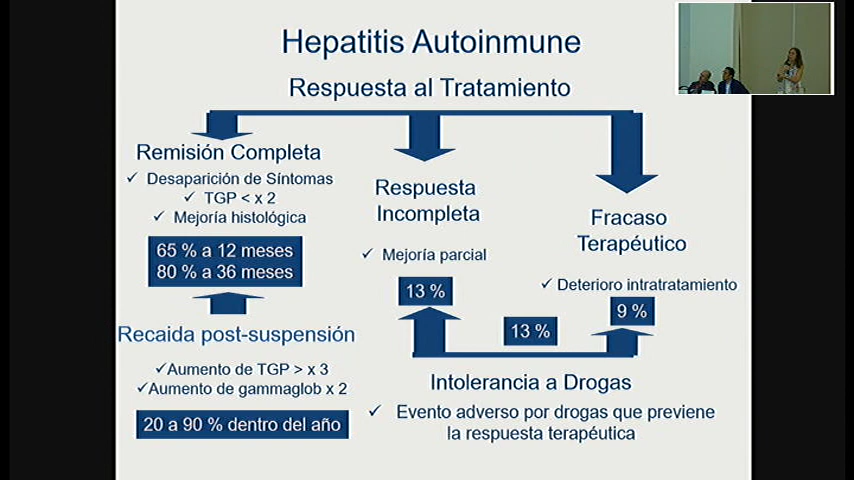 Hepatitis Autoinmune
Respuesta al Tratamiento
Remisión Completa
✓ Desaparición de Síntomas
✓ TGP < x 2
✓ Mejoría histológica
65 % a 12 meses
80 % a 36 meses
Recaida post-suspensión
✓Aumento de TGP > x 3
✓Aumento de gammaglob x 2
20 a 90 % dentro del año
Respuesta
Incompleta
✓ Mejoría parcial
13 %
Fracaso
Terapéutico
✓ Deterioro intratratamiento
9 %
13 %
Intolerancia a Drogas
✓ Evento adverso por drogas que previene
la respuesta terapéutica